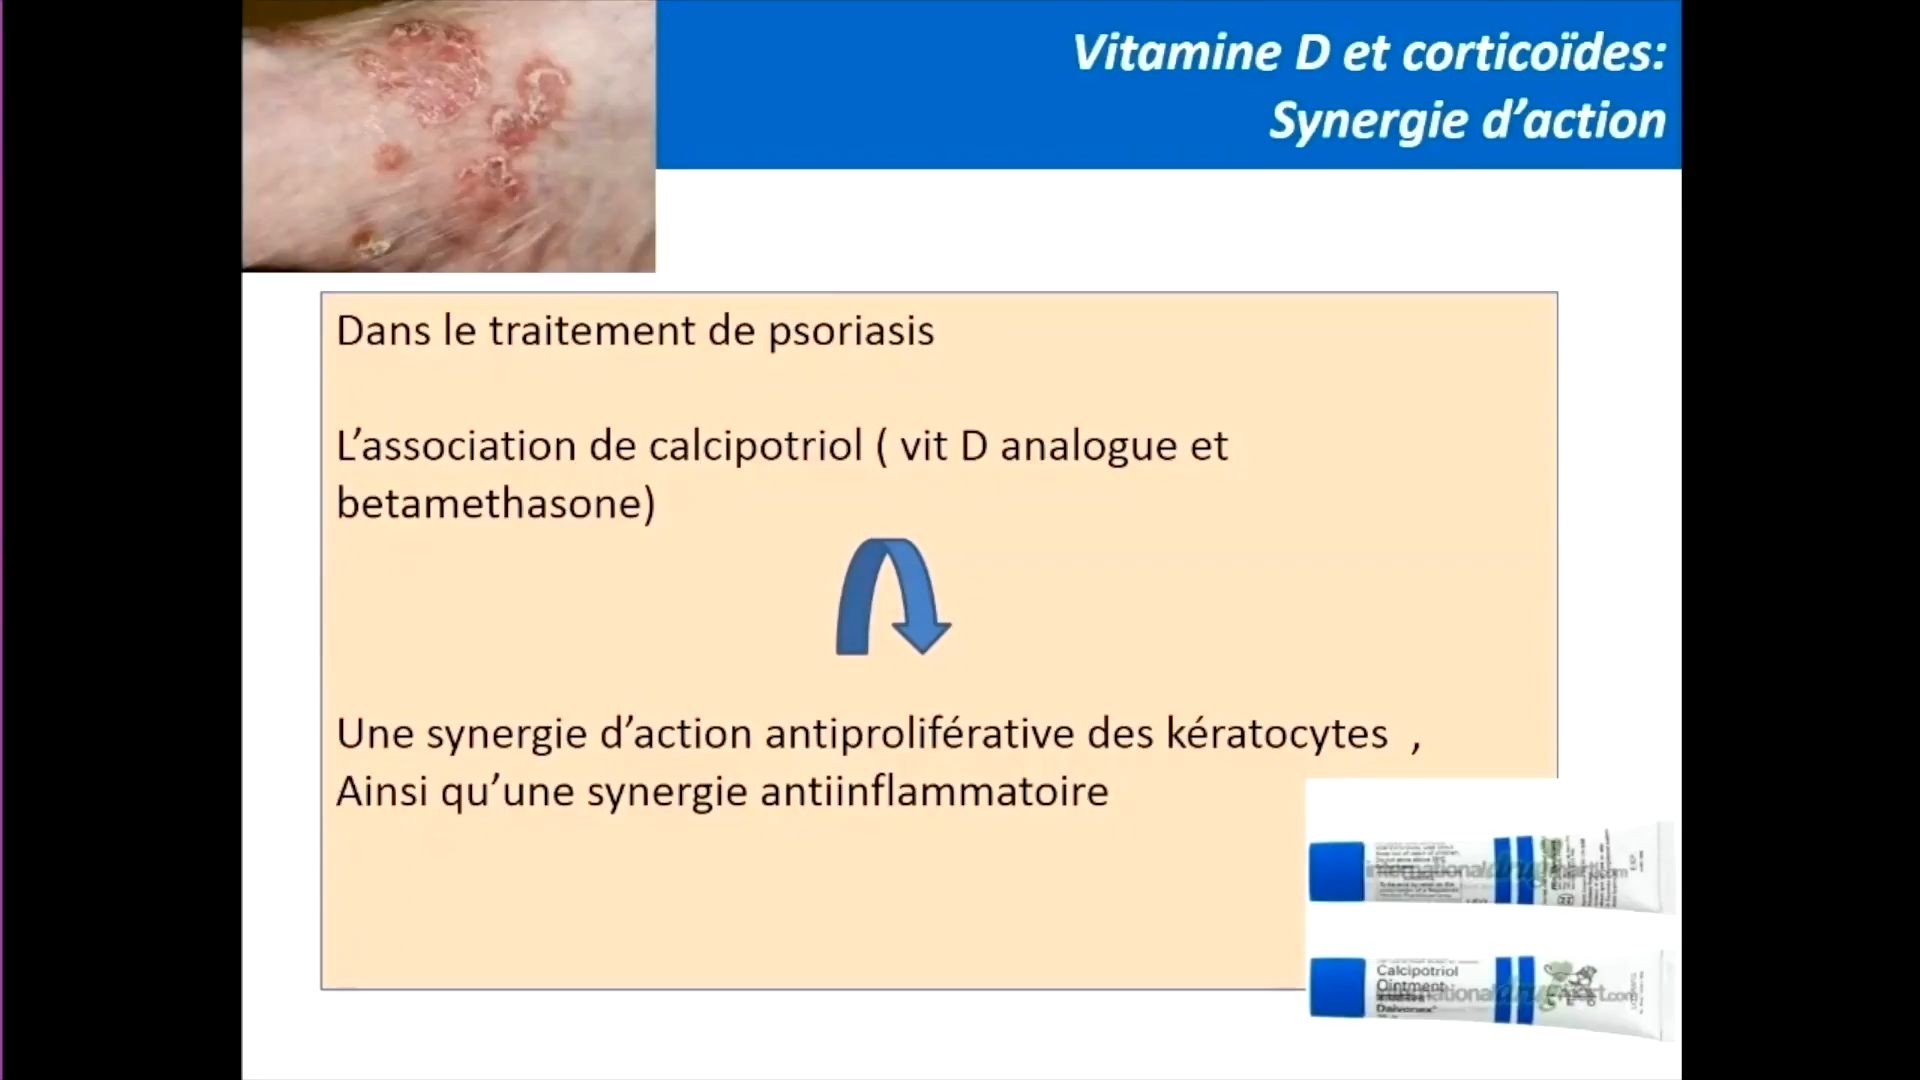 Vitamine D et corticoïdes:
Synergie d’action
Dans le traitement de psoriasis
L’association de calcipotriol ( vit D analogue et
betamethasone)
Une synergie d’action antiproliférative des kératocytes ,
Ainsi qu’une synergie antiinflammatoire
Calcipotriol
Ointment
Daivonex